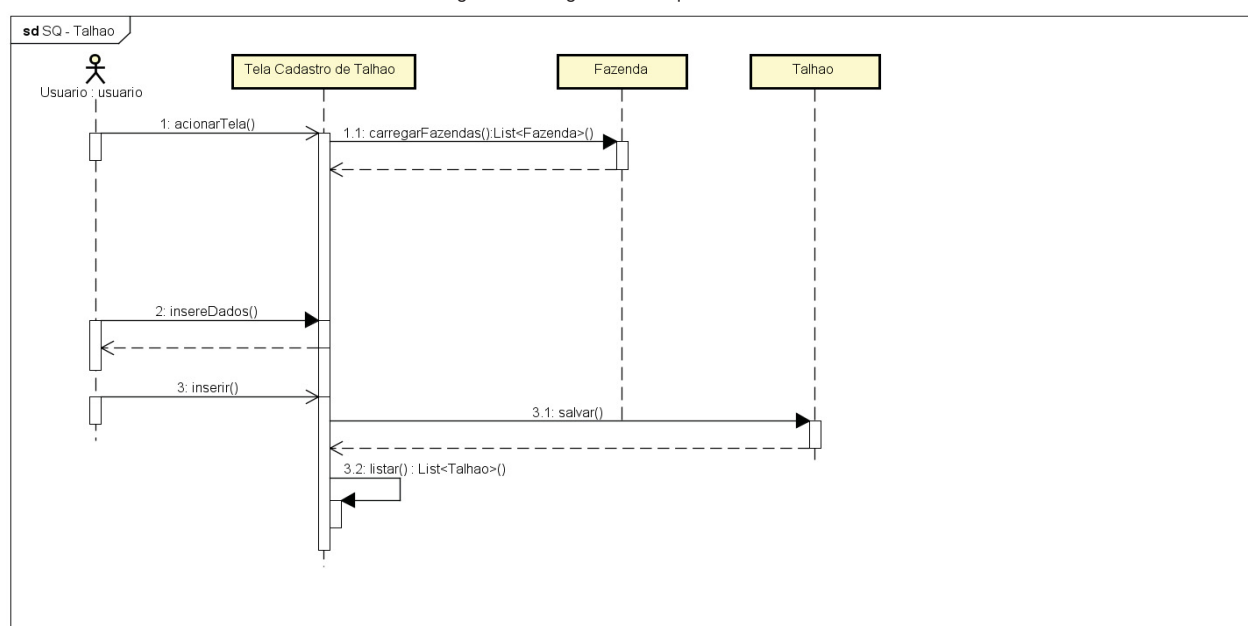 sd SQ - Talhao
Usuario : usuario
Tela Cadastro de Talhao
Fazenda
Talhao
1: acionarTela()
1.1: carregarFazendas():List<Fazenda>()
2: insereDados()
3: inserir()
3.1: salvar()
3.2: listar() : List<Talhao>()